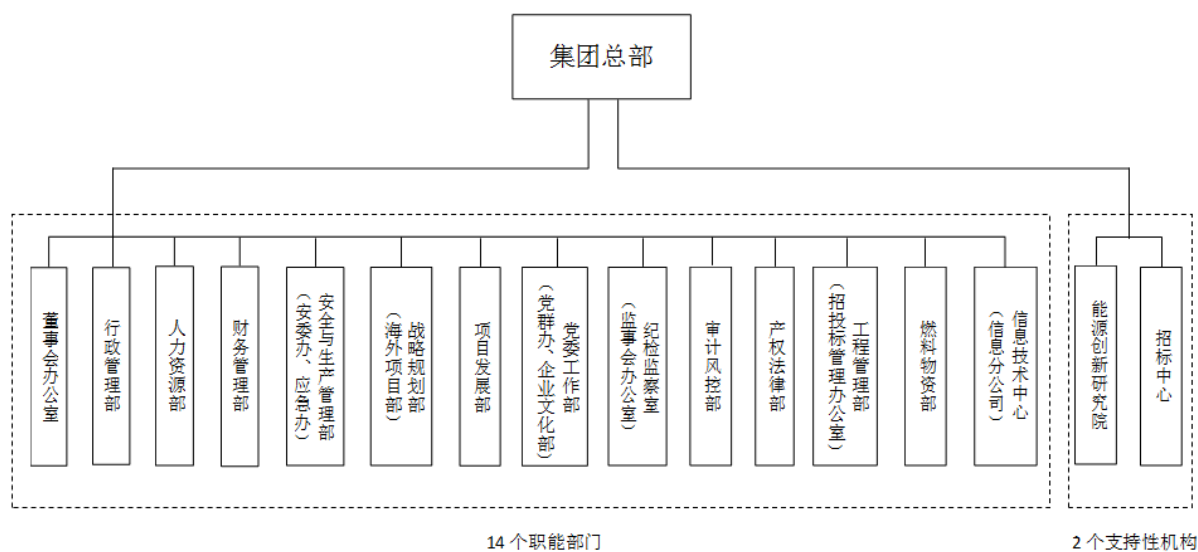 集团总部
董事会办公室
行政管理部
人力资源部
财务管理部
安全与生产管理部
（安委办、应急办）
战略规划部
（海外项目部）
项目发展部
党委工作部
（党群办、企业文化部）
纪检监察室
（监事会办公室）
审计风控部
产权法律部
工程管理部
（招投标管理办公室）
燃料物资部
信息技术中心
（信息分公司）
能源创新研究院
招标中心
14 个职能部门
2 个支持性机构